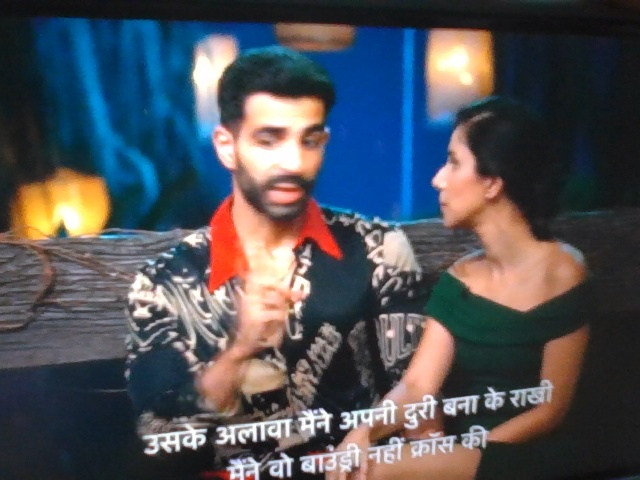 उसके अलावा मैंने अपनी दुरी बना के राखी
मैंने वो बाउंड्री नहीं क्रॉस की